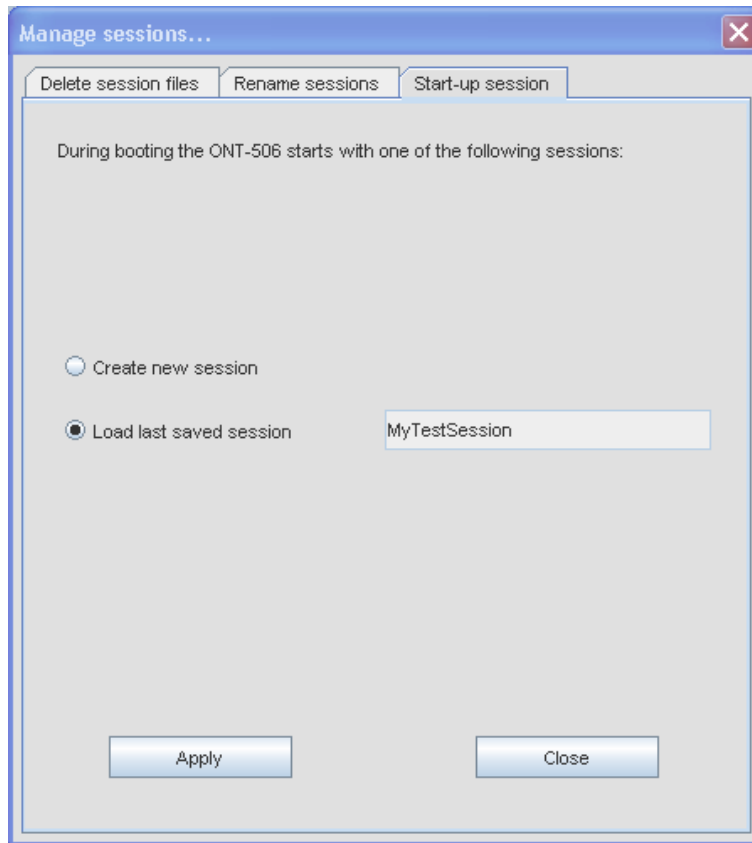 Manage sessions...
Delete session files Rename sessions Start-up session
During booting the ONT-506 starts with one of the following sessions:
Create new session
Load last saved session MyTestSession
Apply Close